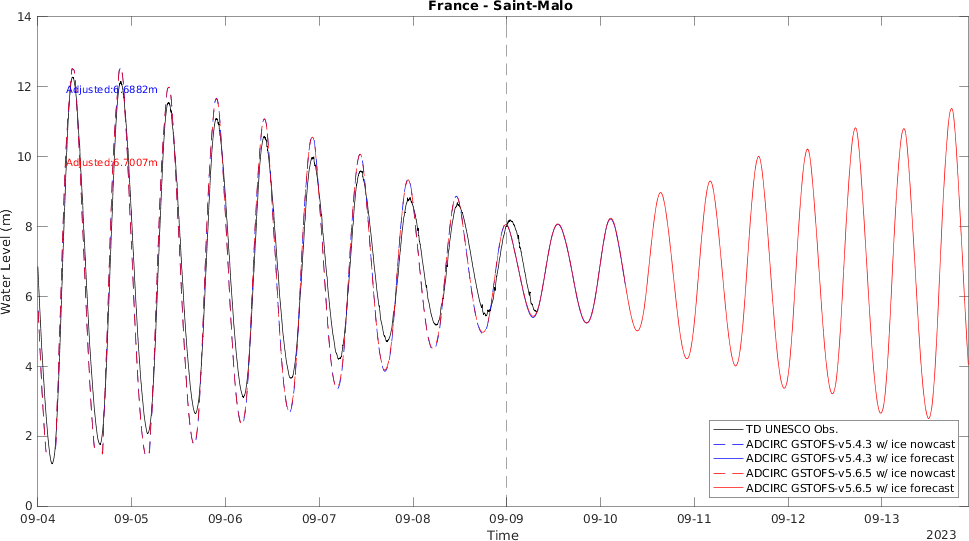 France - Saint-Malo
14
12
10
8
6
4
2
0
Water Level (m)
Adjusted:6.6882m
Adjusted:6.7007m
TD UNESCO Obs.
ADCIRC GSTOFS-v5.4.3 w/ ice nowcast
ADCIRC GSTOFS-v5.4.3 w/ ice forecast
ADCIRC GSTOFS-v5.6.5 w/ ice nowcast
ADCIRC GSTOFS-v5.6.5 w/ ice forecast
09-04 09-05 09-06 09-07 09-08 09-09 09-10 09-11 09-12 09-13
Time
2023